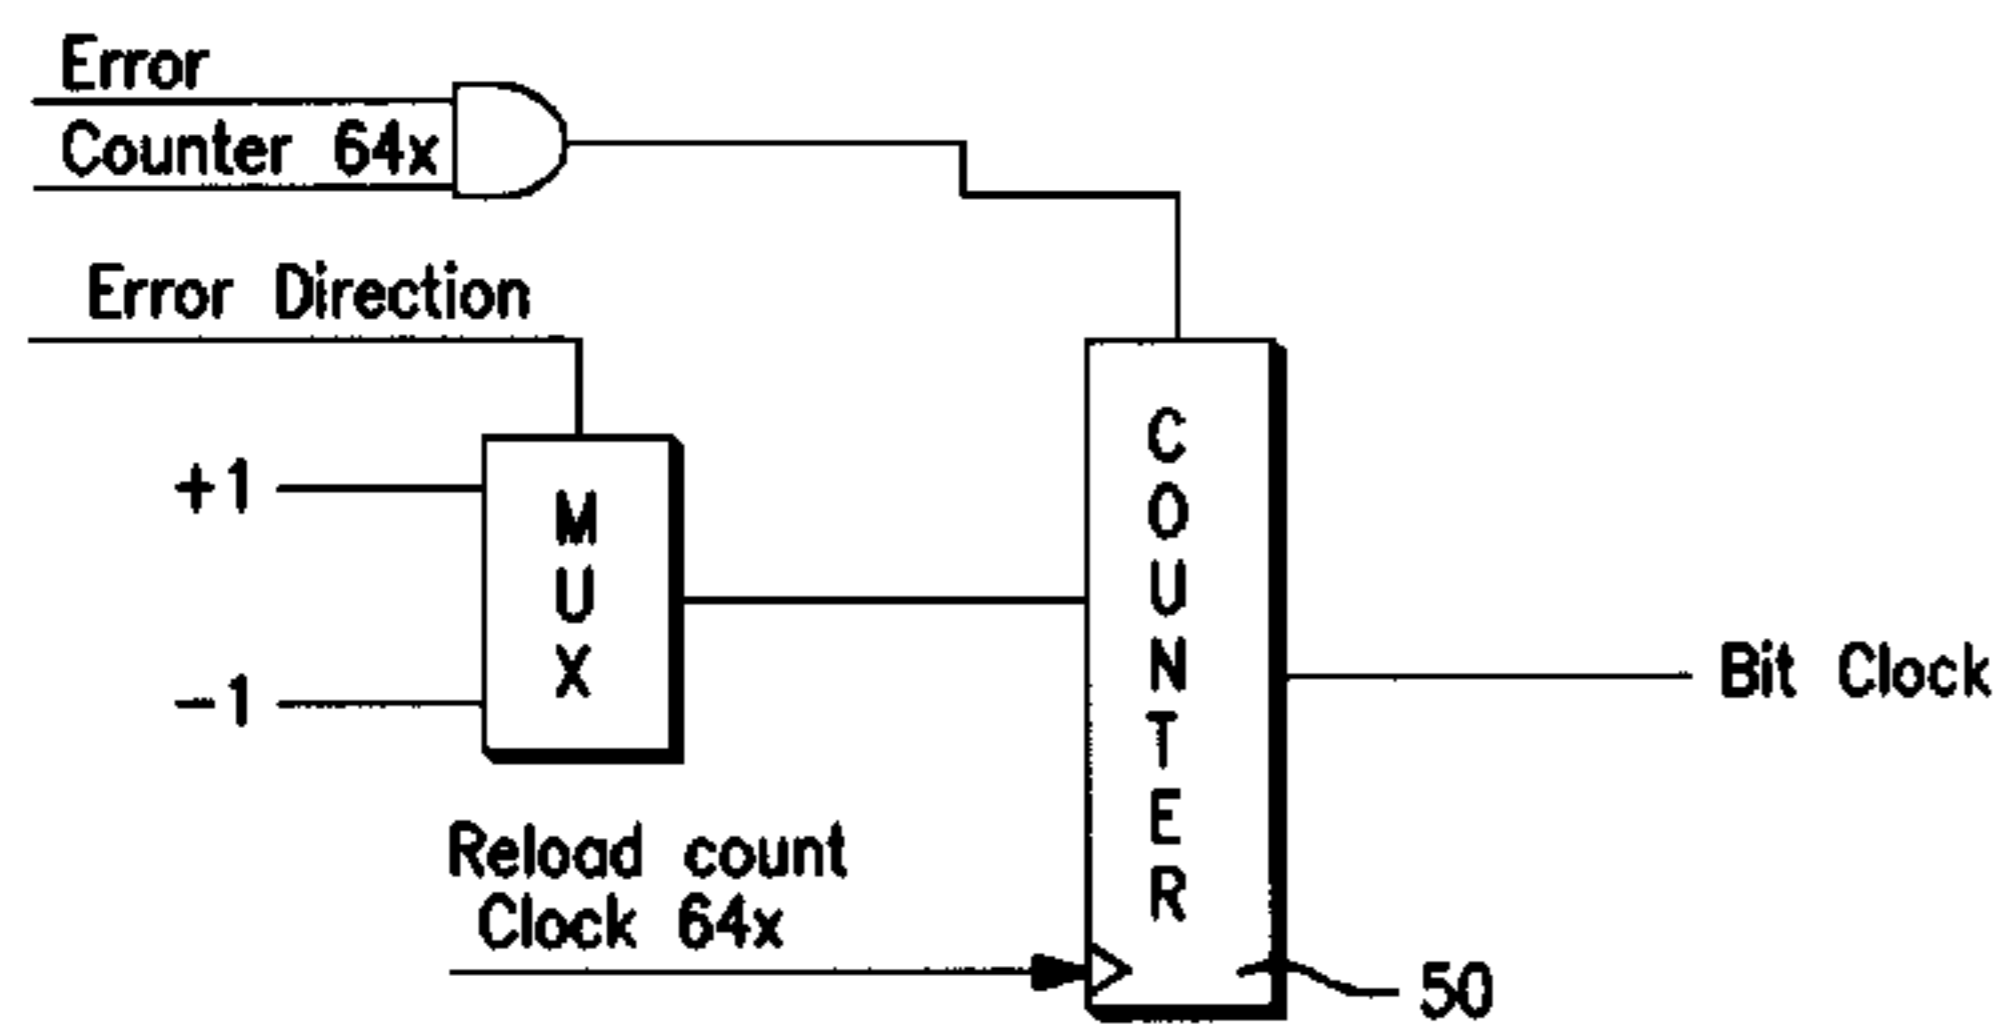 Error
Counter 64x
Error Direction
+1
MUX
-1
COUNTER
Bit Clock
Reload count
Clock 64x
50